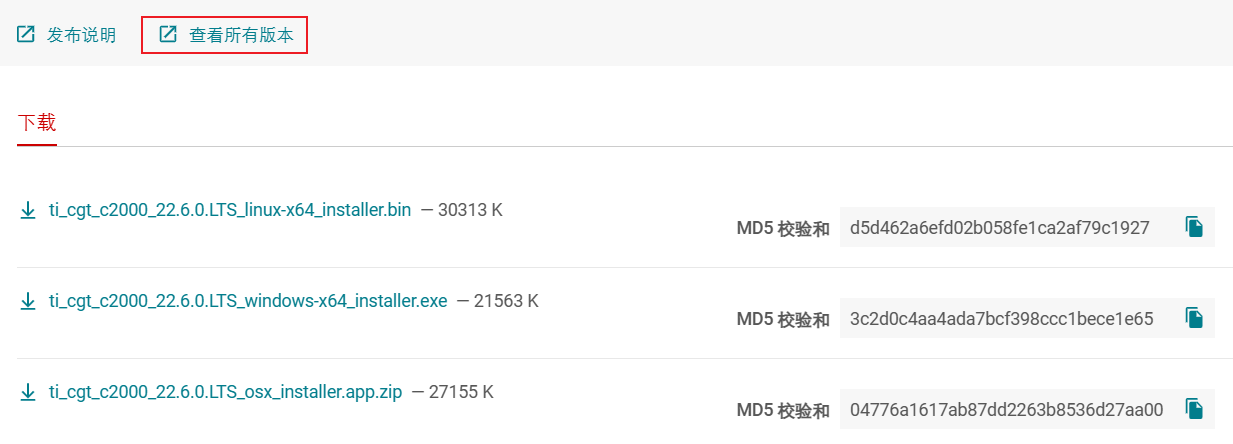 发布说明 查看所有版本
下载
ti_cgt_c2000_22.6.0.LTS_linux-x64_installer.bin — 30313 K
MD5 校验和 d5d462a6efd02b058fe1ca2af79c1927
ti_cgt_c2000_22.6.0.LTS_windows-x64_installer.exe — 21563 K
MD5 校验和 3c2d0c4aa4ada7bcf398ccc1bece1e65
ti_cgt_c2000_22.6.0.LTS_osx_installer.app.zip — 27155 K
MD5 校验和 04776a1617ab87dd2263b8536d27aa00